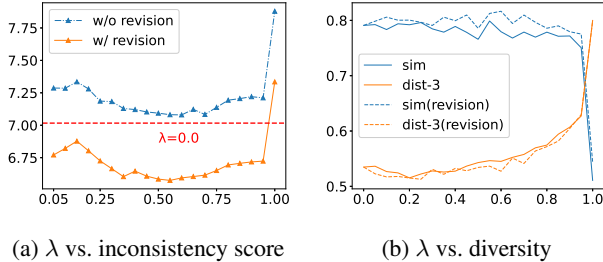 w/o revision
w/ revision
7.75
7.50
7.25
7.00
6.75
λ=0.0
0.05
0.25
0.50
0.75
1.00
0.8
0.7
0.6
0.5
sim
dist-3
sim(revision)
dist-3(revision)
0.0
0.2
0.4
0.6
0.8
1.0
(a) λ vs. inconsistency score
(b) λ vs. diversity